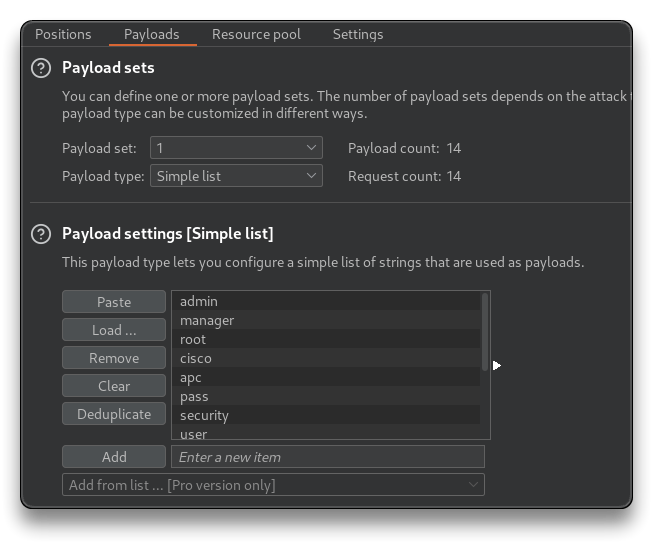 Positions Payloads Resource pool Settings
Payload sets
You can define one or more payload sets. The number of payload sets depends on the attack
payload type can be customized in different ways.
Payload set: 1 Payload count: 14
Payload type: Simple list Request count: 14
Payload settings [Simple list]
This payload type lets you configure a simple list of strings that are used as payloads.
Paste
Load ...
Remove
Clear
Deduplicate
admin
manager
root
cisco
apc
pass
security
user
Add Enter a new item
Add from list ... [Pro version only]